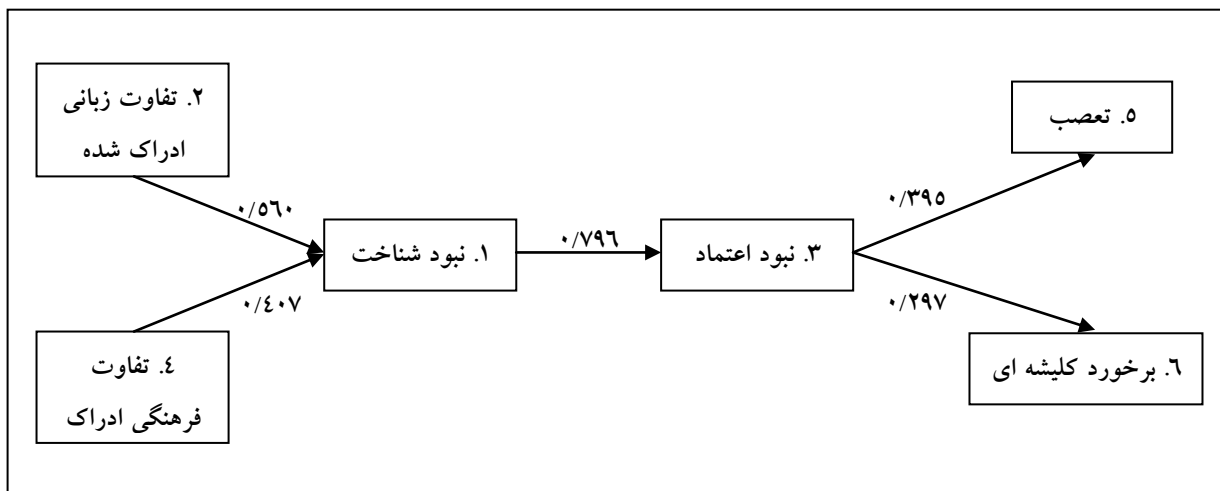 ۲. تفاوت زبانی
ادراک شده
۵. تعصب
۰/۵۶۰
۰/۳۹۵
۱. نبود شناخت
۰/۷۹۶
۳. نبود اعتماد
۰/۴۰۷
۰/۲۹۷
۴. تفاوت
فرهنگی ادراک
۶. برخورد کلیشه ای